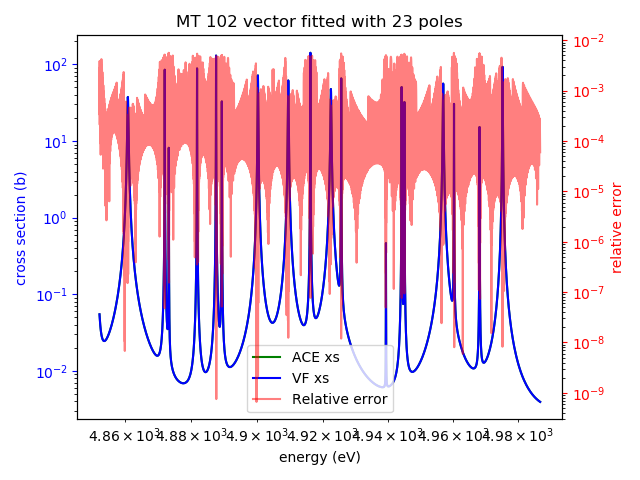 MT 102 vector fitted with 23 poles
10² 10¹ 10⁰ 10⁻¹ 10⁻²
cross section (b)
10⁻² 10⁻³ 10⁻⁴ 10⁻⁵ 10⁻⁶ 10⁻⁷ 10⁻⁸ 10⁻⁹
relative error
ACE xs
VF xs
Relative error
4.86×10³ 4.88×10³ 4.9×10³ 4.92×10³ 4.94×10³ 4.96×10³ 4.98×10³
energy (eV)